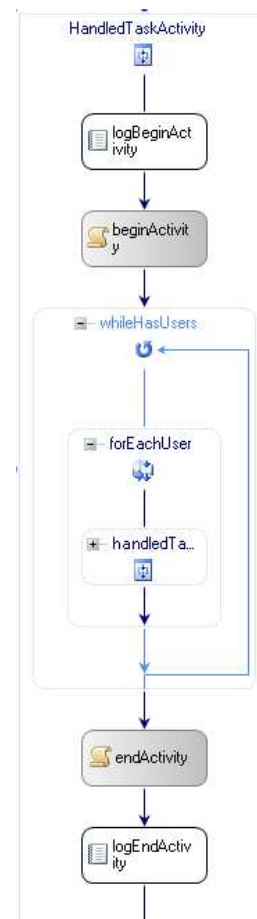 HandledTaskActivity
logBeginAct
ivity
beginActivit
y
whileHasUsers
forEachUser
handledTa...
endActivity
logEndActiv
ity